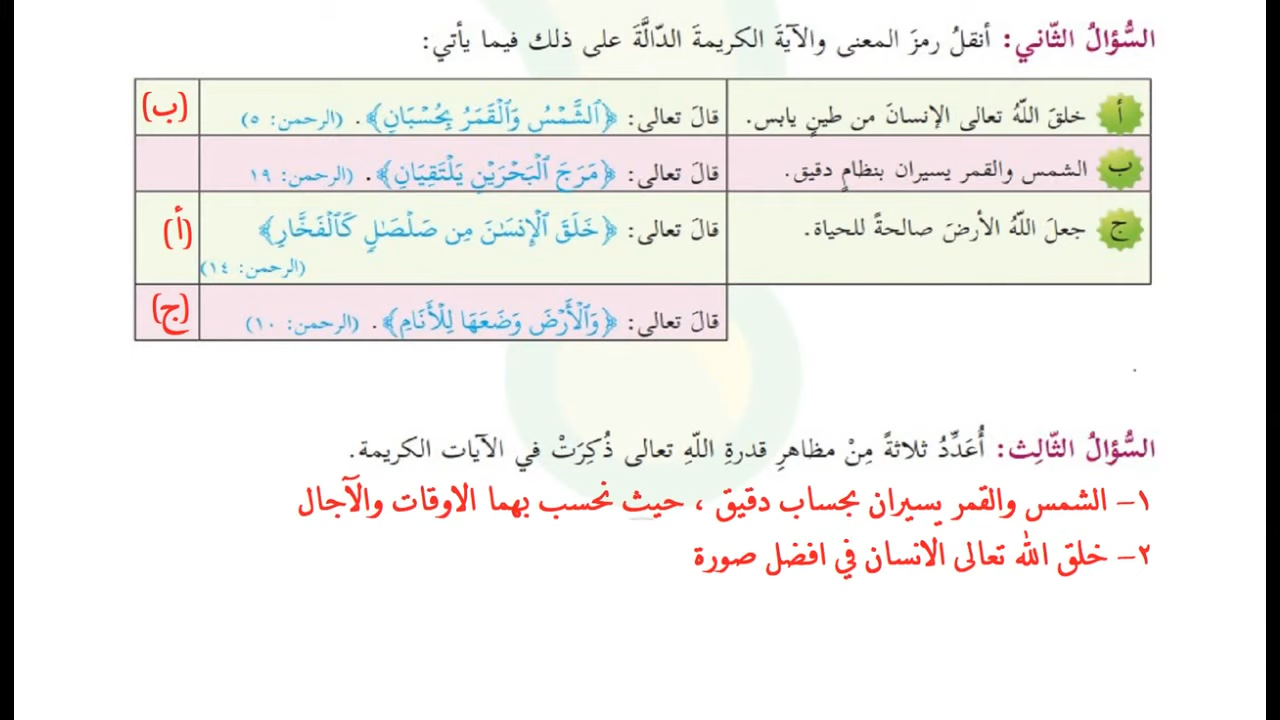 السُّؤالُ الثّاني: أنقلُ رمزَ المعنى والآيةَ الكريمةَ الدّالَّةَ على ذلك فيما يأتي:
أ خلقَ اللّهُ تعالى الإنسانَ من طينٍ يابس. قالَ تعالى: ﴿ٱلشَّمۡسُ وَٱلۡقَمَرُ بِحُسۡبَانٖ﴾. (الرحمن: ٥) (ب)
ب الشمس والقمر يسيران بنظامٍ دقيق. قالَ تعالى: ﴿مَرَجَ ٱلۡبَحۡرَيۡنِ يَلۡتَقِيَانِ﴾. (الرحمن: ١٩
ج جعلَ اللّهُ الأرضَ صالحةً للحياة. قالَ تعالى: ﴿خَلَقَ ٱلۡإِنسَٰنَ مِن صَلۡصَٰلٖ كَٱلۡفَخَّارِ﴾ (أ)
(الرحمن: ١٤)
قالَ تعالى: ﴿وَٱلۡأَرۡضَ وَضَعَهَا لِلۡأَنَامِ﴾. (الرحمن: ١٠) (ج)
السُّؤالُ الثّالِث: أُعَدِّدُ ثلاثةً مِنْ مظاهرِ قدرةِ اللّهِ تعالى ذُكِرَتْ في الآيات الكريمة.
١- الشمس والقمر يسيران بحساب دقيق ، حيث نحسب بهما الاوقات والآجال
٢- خلق الله تعالى الانسان في افضل صورة